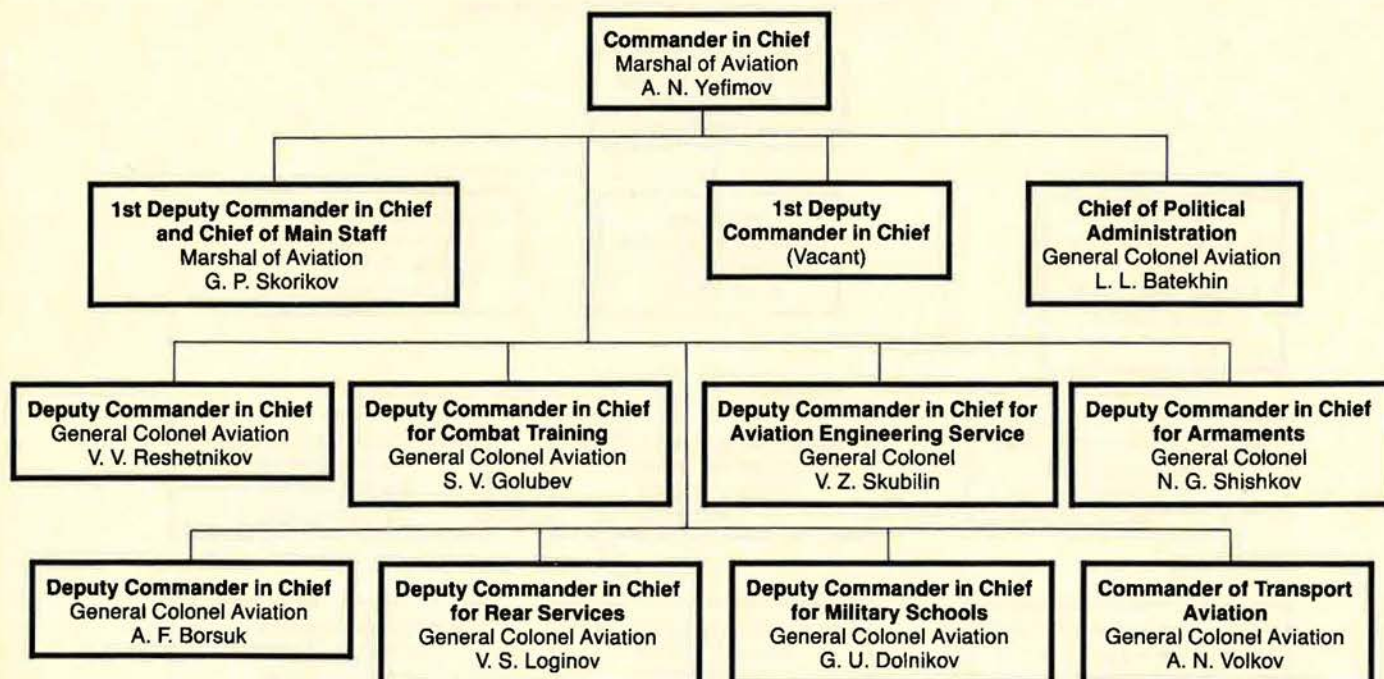 Commander in Chief
Marshal of Aviation
A. N. Yefimov
1st Deputy Commander in Chief
and Chief of Main Staff
Marshal of Aviation
G. P. Skorikov
1st Deputy
Commander in Chief
(Vacant)
Chief of Political
Administration
General Colonel Aviation
L. L. Batekhin
Deputy Commander in Chief
General Colonel Aviation
V. V. Reshetnikov
Deputy Commander in Chief
for Combat Training
General Colonel Aviation
S. V. Golubev
Deputy Commander in Chief for
Aviation Engineering Service
General Colonel
V. Z. Skubilin
Deputy Commander in Chief
for Armaments
General Colonel
N. G. Shishkov
Deputy Commander in Chief
General Colonel Aviation
A. F. Borsuk
Deputy Commander in Chief
for Rear Services
General Colonel Aviation
V. S. Loginov
Deputy Commander in Chief
for Military Schools
General Colonel Aviation
G. U. Dolnikov
Commander of Transport
Aviation
General Colonel Aviation
A. N. Volkov